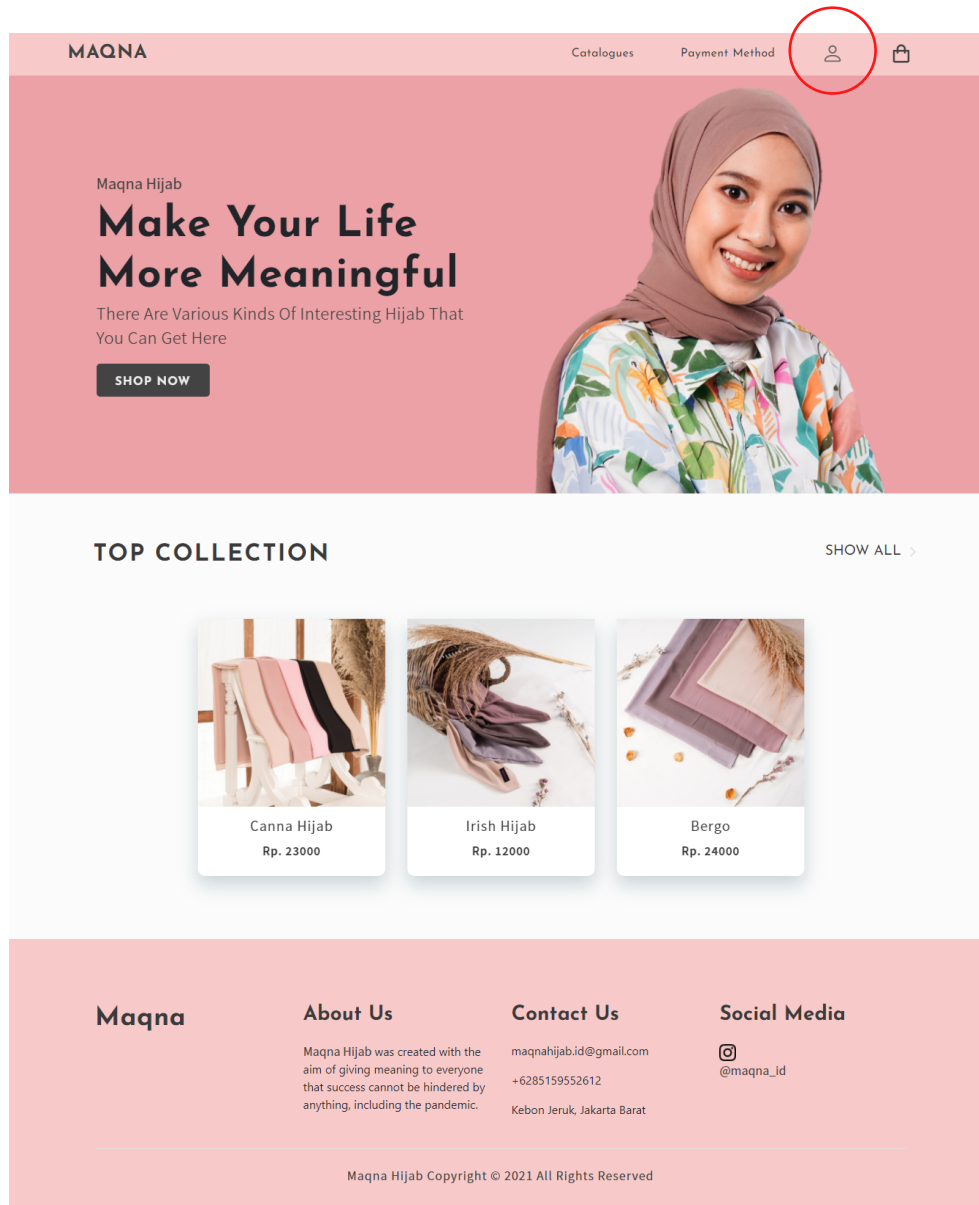 MAQNA
Catalogues
Payment Method
Maqna Hijab
Make Your Life
More Meaningful
There Are Various Kinds Of Interesting Hijab That
You Can Get Here
SHOP NOW
TOP COLLECTION
SHOW ALL
Canna Hijab
Rp. 23000
Irish Hijab
Rp. 12000
Bergo
Rp. 24000
Maqna
About Us
Maqna Hijab was created with the
aim of giving meaning to everyone
that success cannot be hindered by
anything, including the pandemic.
Contact Us
maqnahijab.id@gmail.com
+6285159552612
Kebon Jeruk, Jakarta Barat
Social Media
@maqna_id
Maqna Hijab Copyright © 2021 All Rights Reserved